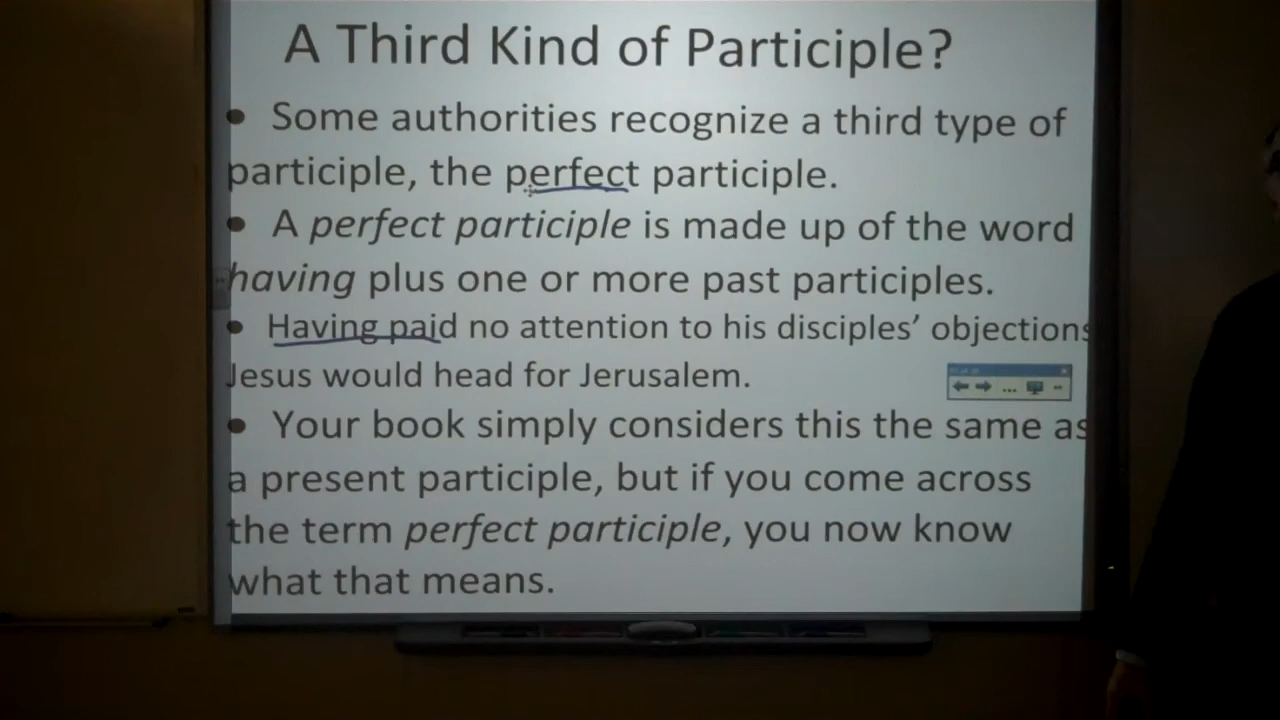 A Third Kind of Participle?
• Some authorities recognize a third type of
participle, the perfect participle.
• A perfect participle is made up of the word
having plus one or more past participles.
• Having paid no attention to his disciples’ objections
Jesus would head for Jerusalem.
• Your book simply considers this the same as
a present participle, but if you come across
the term perfect participle, you now know
what that means.